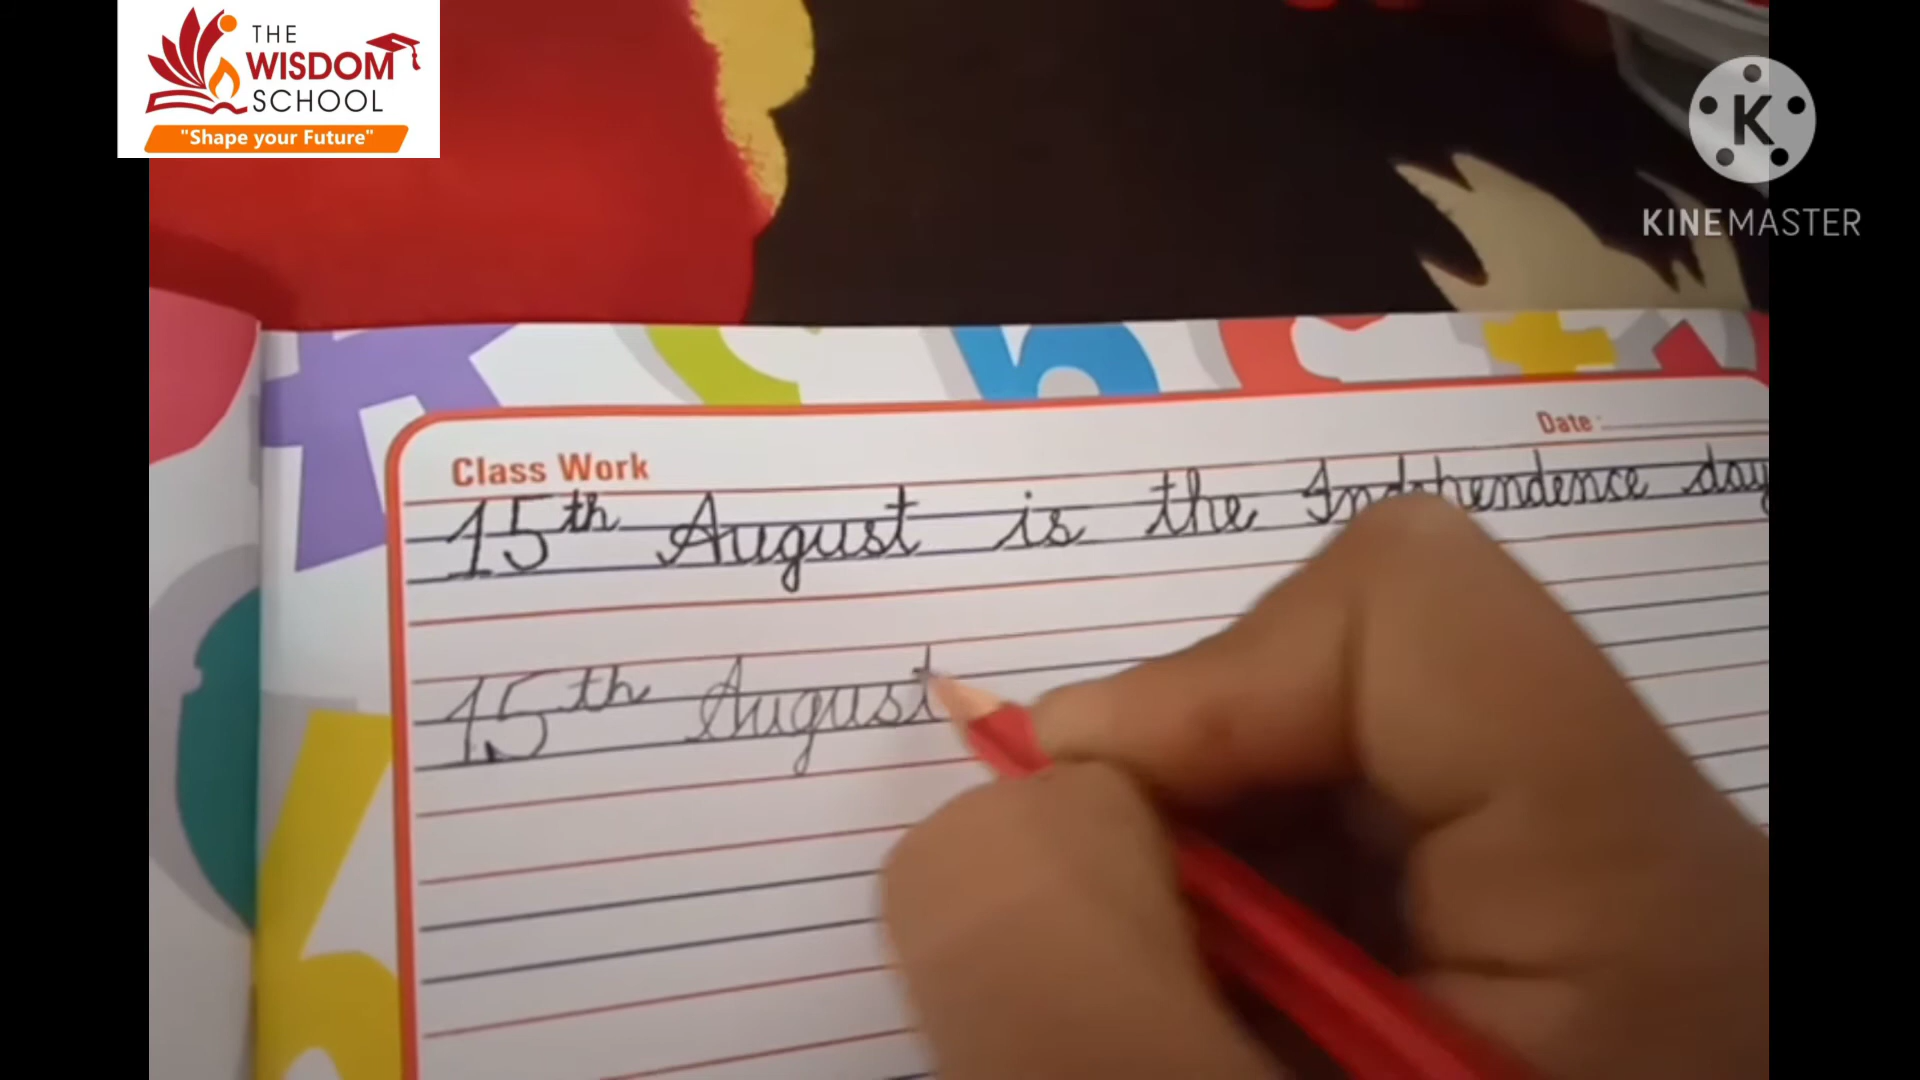 THE
WISDOM
SCHOOL
"Shape your Future"
K
KINEMASTER
Date :
Class Work
15th August is the Independence day
15th August